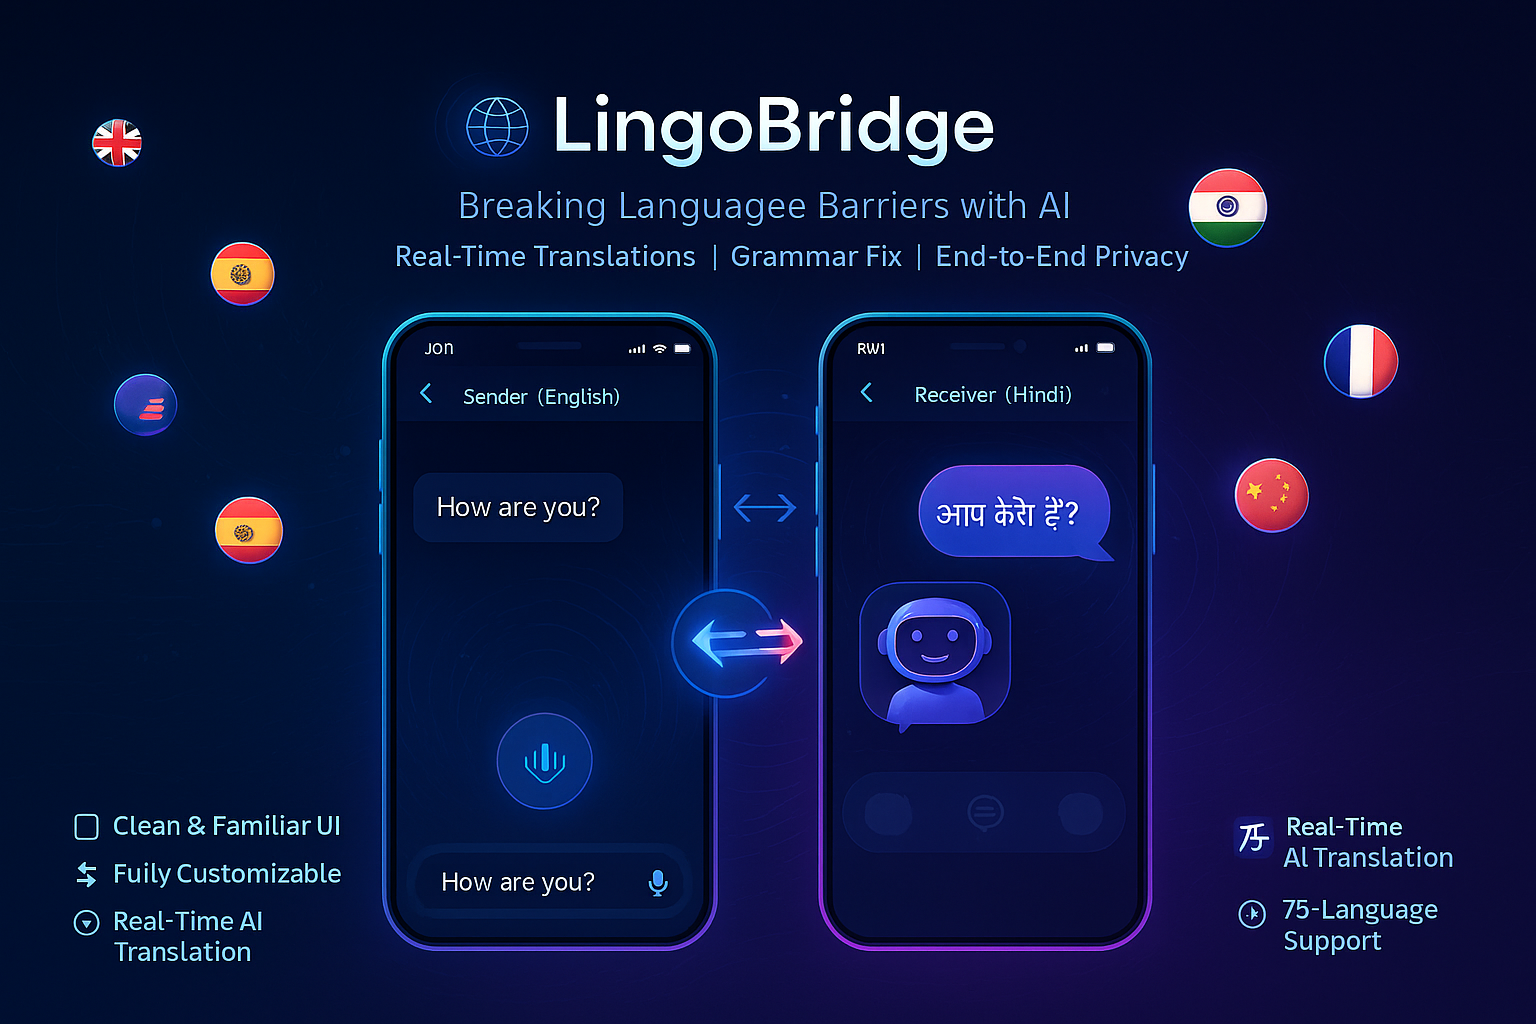 LingoBridge
Breaking Languagee Barriers with AI
Real-Time Translations | Grammar Fix | End-to-End Privacy
JON
Sender (English)
How are you?
How are you?
RW1
Receiver (Hindi)
आप
Clean & Familiar UI
Fuily Customizable
Real-Time AI
Translation
Real-Time
AI Translation
75-Language
Support